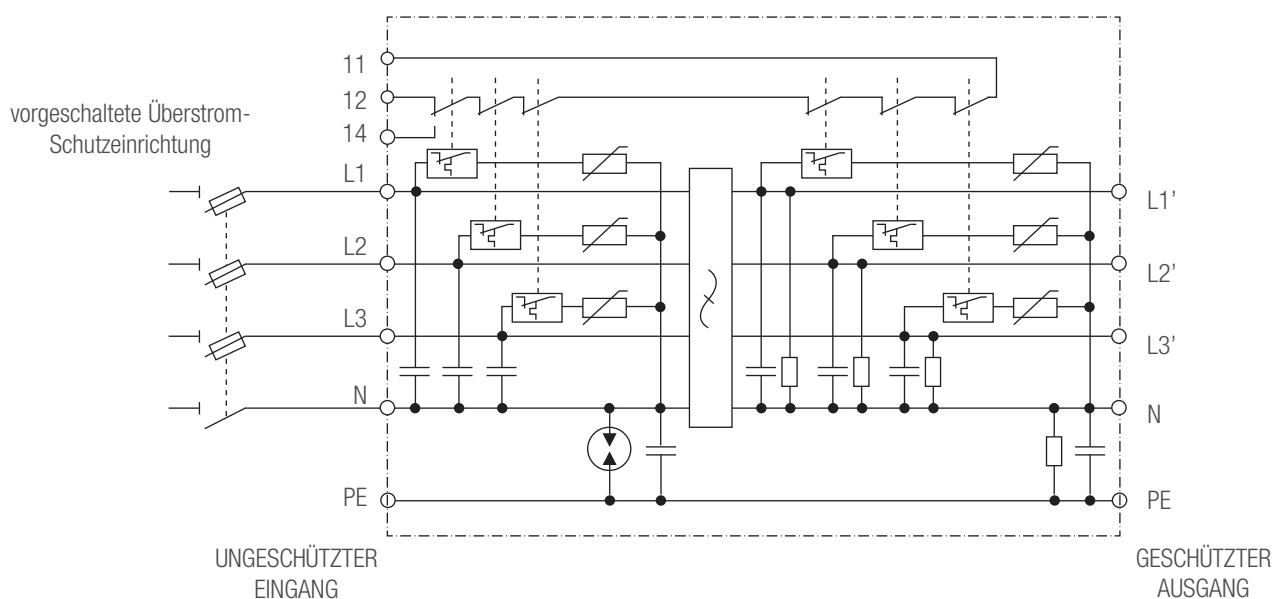 11
12
vorgeschaltete Überstrom-
Schutzeinrichtung
14
L1
L1’
L2
L2’
L3
L3’
N
N
PE
PE
UNGESCHÜTZTER
EINGANG
GESCHÜTZTER
AUSGANG